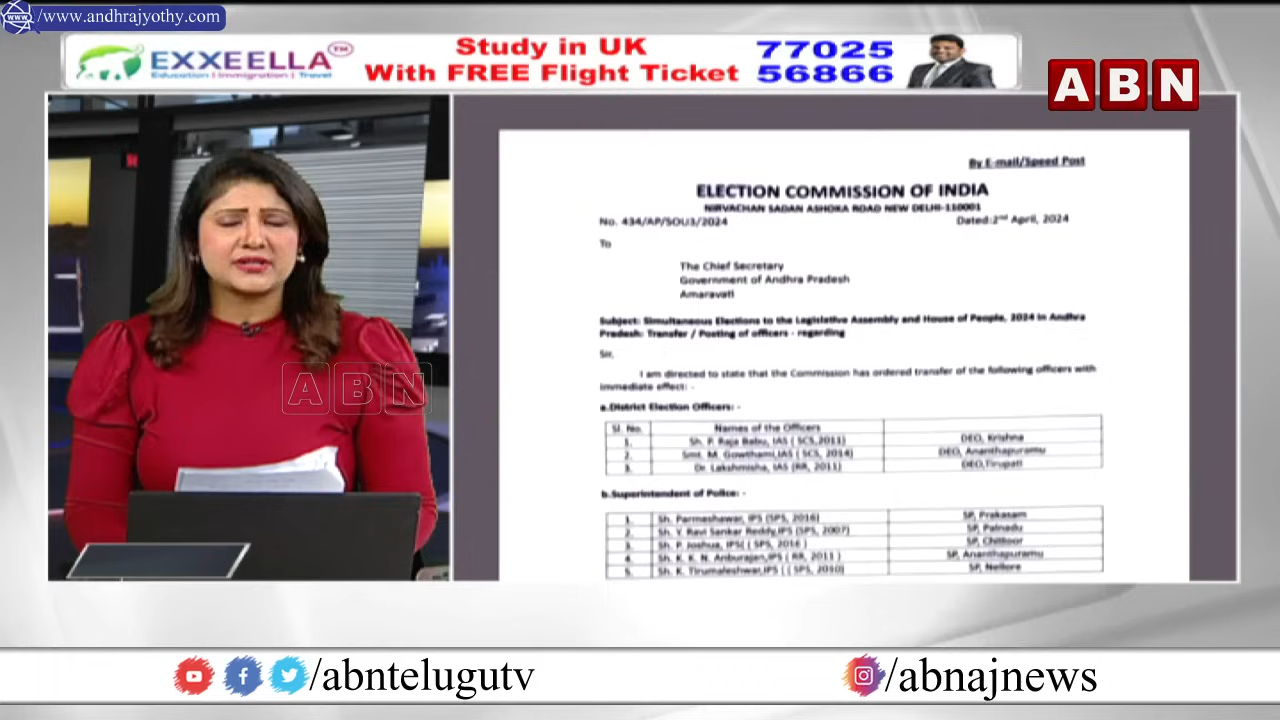 /www.andhrajyothy.com
EXXEELLA TM
Education | Immigration | Travel
Study in UK
With FREE Flight Ticket
77025
56866
ABN
By E-mail/Speed Post
ELECTION COMMISSION OF INDIA
NIRVACHAN SADAN ASHOKA ROAD NEW DELHI-110001
No. 434/AP/SOU3/2024
Dated:2nd April, 2024
To
The Chief Secretary
Government of Andhra Pradesh
Amaravati
Subject: Simultaneous Elections to the Legislative Assembly and House of People, 2024 in Andhra
Pradesh: Transfer / Posting of officers - regarding
Sir,
I am directed to state that the Commission has ordered transfer of the following officers with
immediate effect: -
a.District Election Officers: -
Sl. No. Names of the Officers
1. Sh. P. Raja Babu, IAS ( SCS,2011) DEO, Krishna
2. Smt. M. Gowthami,IAS ( SCS, 2014) DEO, Ananthapuramu
3. Dr. Lakshmisha, IAS (RR, 2011) DEO,Tirupati
b.Superintendent of Police: -
1. Sh. Parmeshawar, IPS (SPS, 2016) SP, Prakasam
2. Sh. Y. Ravi Sankar Reddy,IPS (SPS, 2007) SP, Palnadu
3. Sh. P. Joshua, IPS( ( SPS, 2016 ) SP, Chittoor
4. Sh. K. K. N. Anburajan,IPS ( RR, 2011 ) SP, Ananthapuramu
5. Sh. K. Tirumaleshwar,IPS ( ( SPS, 2010) SP, Nellore
ABN
/abntelugutv
/abnajnews